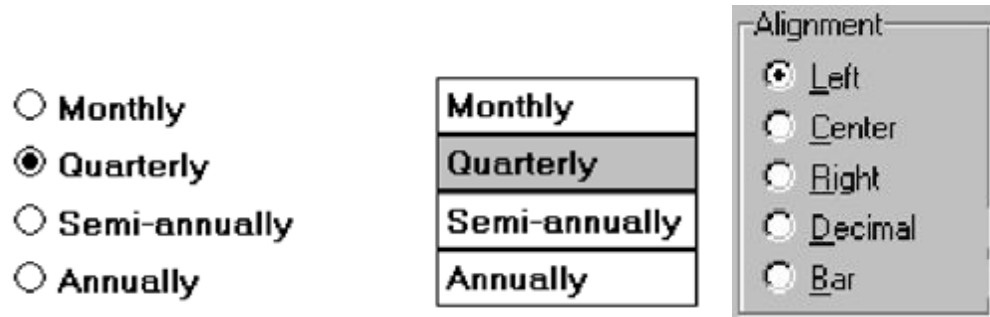 Monthly
Quarterly
Semi-annually
Annually
Monthly
Quarterly
Semi-annually
Annually
Alignment
Left
Center
Right
Decimal
Bar